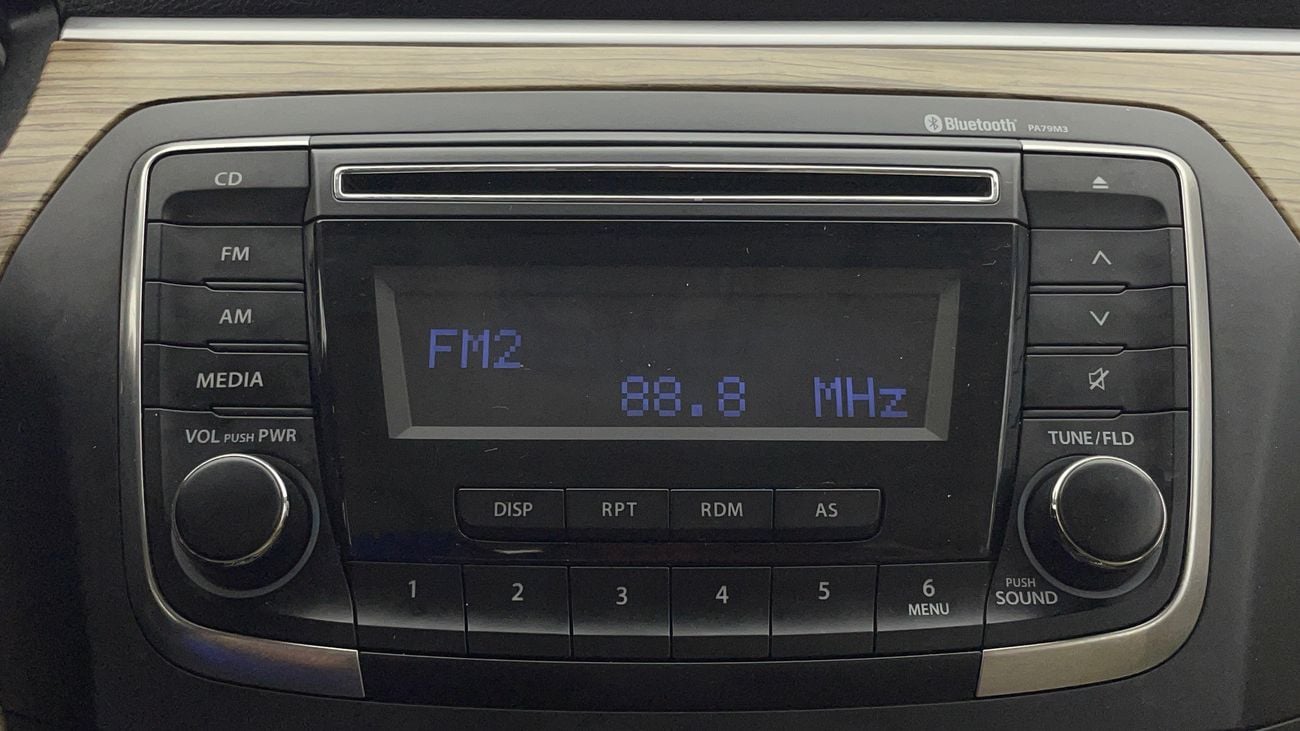 Bluetooth PA79M3
CD
FM
AM
MEDIA
VOL PUSH PWR
FM2
88.8 MHz
TUNE/FLD
DISP RPT RDM AS
1 2 3 4 5 6
MENU
PUSH
SOUND